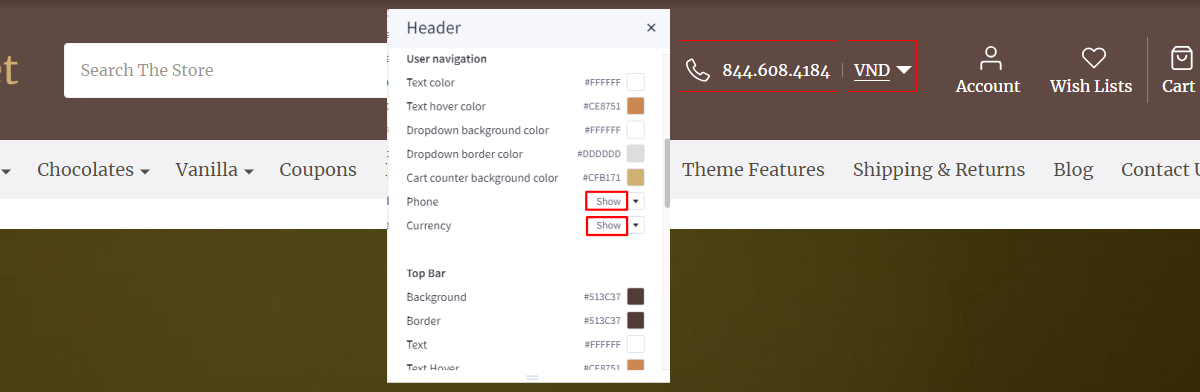 et
Search The Store
844.608.4184
VND
Account
Wish Lists
Cart
Chocolates
Vanilla
Coupons
Theme Features
Shipping & Returns
Blog
Contact U
Header
User navigation
Text color #FFFFFF
Text hover color #CE8751
Dropdown background color #FFFFFF
Dropdown border color #DDDDDD
Cart counter background color #CFB171
Phone Show
Currency Show
Top Bar
Background #513C37
Border #513C37
Text #FFFFFF
Text Hover #CE8751